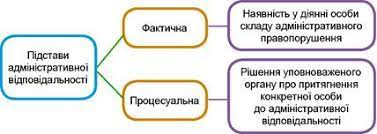 Підстави
адміністративної
відповідальності
Фактична
Наявність у діянні особи
складу адміністративного
правопорушення
Процесуальна
Рішення уповноваженого
органу про притягнення
конкретної особи
до адміністративної
відповідальності